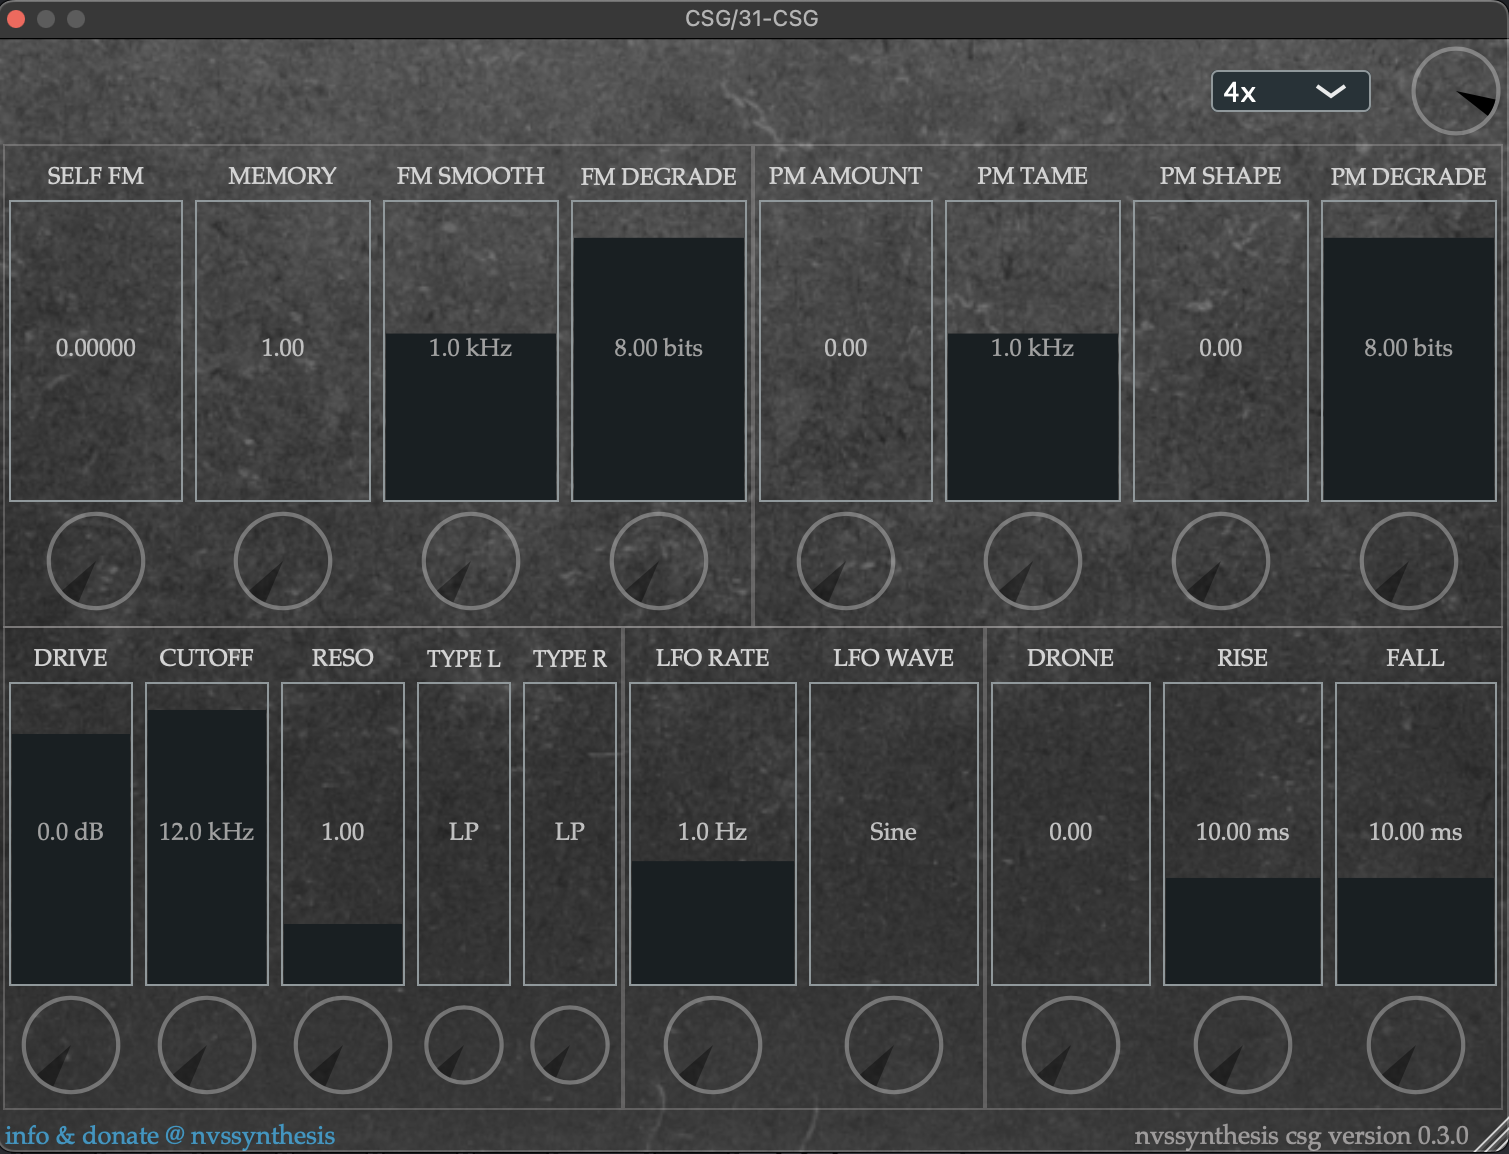 CSG/31-CSG
4x
SELF FM MEMORY FM SMOOTH FM DEGRADE PM AMOUNT PM TAME PM SHAPE PM DEGRADE
0.00000 1.00 1.0 kHz 8.00 bits 0.00 1.0 kHz 0.00 8.00 bits
DRIVE CUTOFF RESO TYPE L TYPE R LFO RATE LFO WAVE DRONE RISE FALL
0.0 dB 12.0 kHz 1.00 LP LP 1.0 Hz Sine 0.00 10.00 ms 10.00 ms
info & donate @ nvssynthesis nvssynthesis csg version 0.3.0